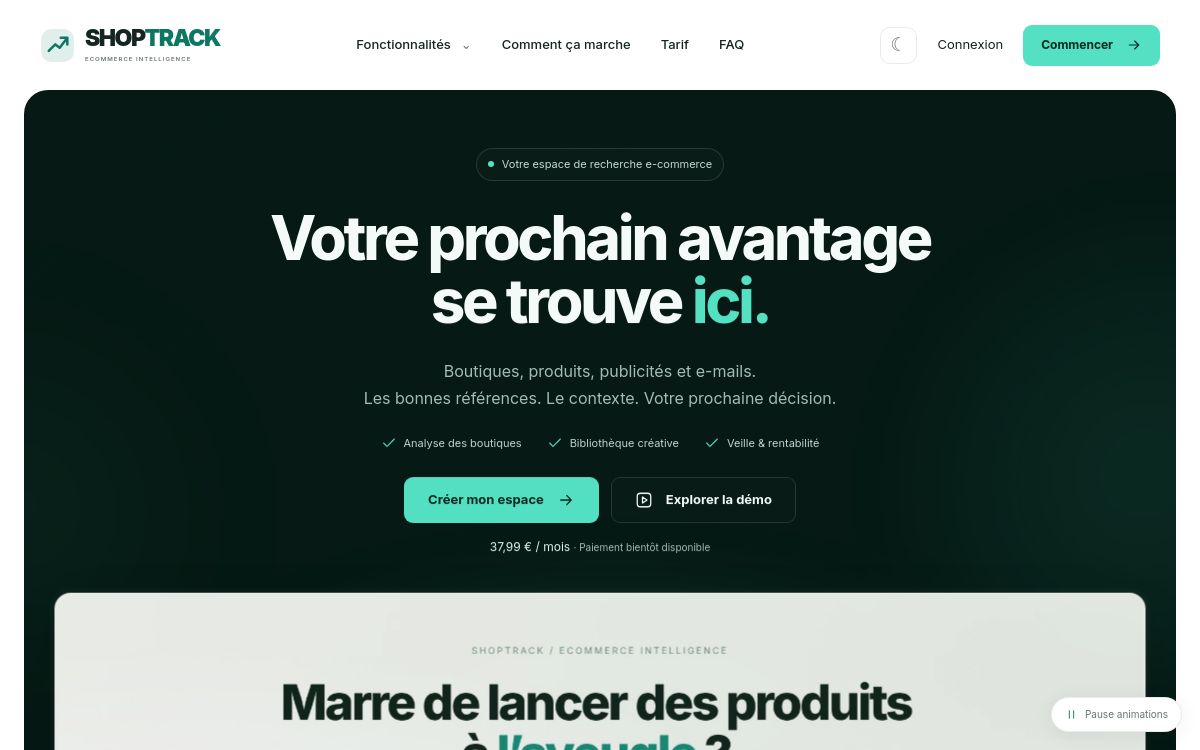 SHOPTRACK
ECOMMERCE INTELLIGENCE
Fonctionnalités
Comment ça marche
Tarif
FAQ
Connexion
Commencer
Votre espace de recherche e-commerce
Votre prochain avantage
se trouve ici.
Boutiques, produits, publicités et e-mails.
Les bonnes références. Le contexte. Votre prochaine décision.
Analyse des boutiques
Bibliothèque créative
Veille & rentabilité
Créer mon espace
Explorer la démo
37,99 € / mois · Paiement bientôt disponible
SHOPTRACK / ECOMMERCE INTELLIGENCE
Marre de lancer des produits
à l'aveugle ?
Pause animations